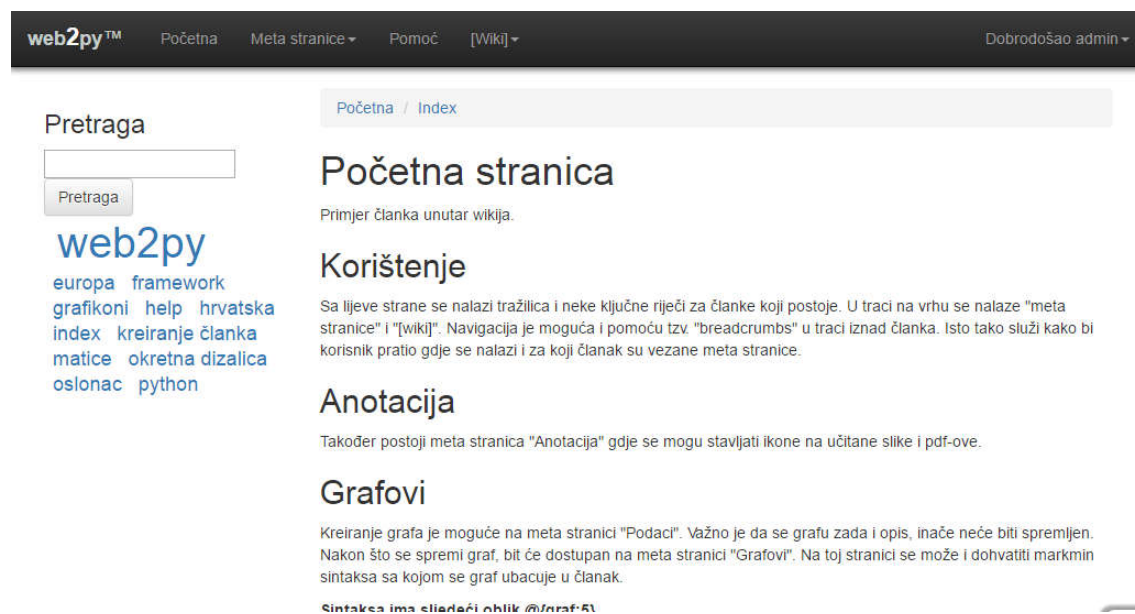 web2py™ Početna Meta stranice Pomoć [Wiki] Dobrodošao admin
Pretraga
Pretraga
web2py
europa framework
grafikoni help hrvatska
index kreiranje članka
matice okretna dizalica
oslonac python
Početna / Index
Početna stranica
Primjer članka unutar wikija.
Korištenje
Sa lijeve strane se nalazi tražilica i neke ključne riječi za članke koji postoje. U traci na vrhu se nalaze "meta
stranice" i "[wiki]". Navigacija je moguća i pomoću tzv. "breadcrumbs" u traci iznad članka. Isto tako služi kako bi
korisnik pratio gdje se nalazi i za koji članak su vezane meta stranice.
Anotacija
Također postoji meta stranica "Anotacija" gdje se mogu stavljati ikone na učitane slike i pdf-ove.
Grafovi
Kreiranje grafa je moguće na meta stranici "Podaci". Važno je da se grafu zada i opis, inače neće biti spremljen.
Nakon što se spremi graf, bit će dostupan na meta stranici "Grafovi". Na toj stranici se može i dohvatiti markmin
sintaksa sa kojom se graf ubacuje u članak.
Sintaksa ima sljedeći oblik @{graf:5}